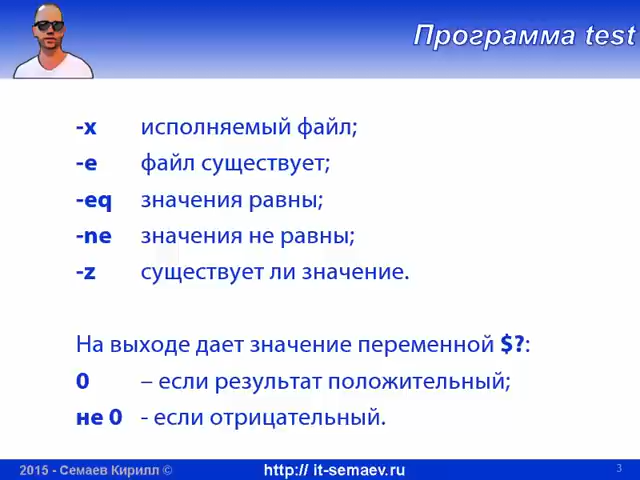 Программа test
-x исполняемый файл;
-e файл существует;
-eq значения равны;
-ne значения не равны;
-z существует ли значение.
На выходе дает значение переменной $?:
0 – если результат положительный;
не 0 - если отрицательный.
2015 - Семаев Кирилл © http:// it-semaev.ru 3